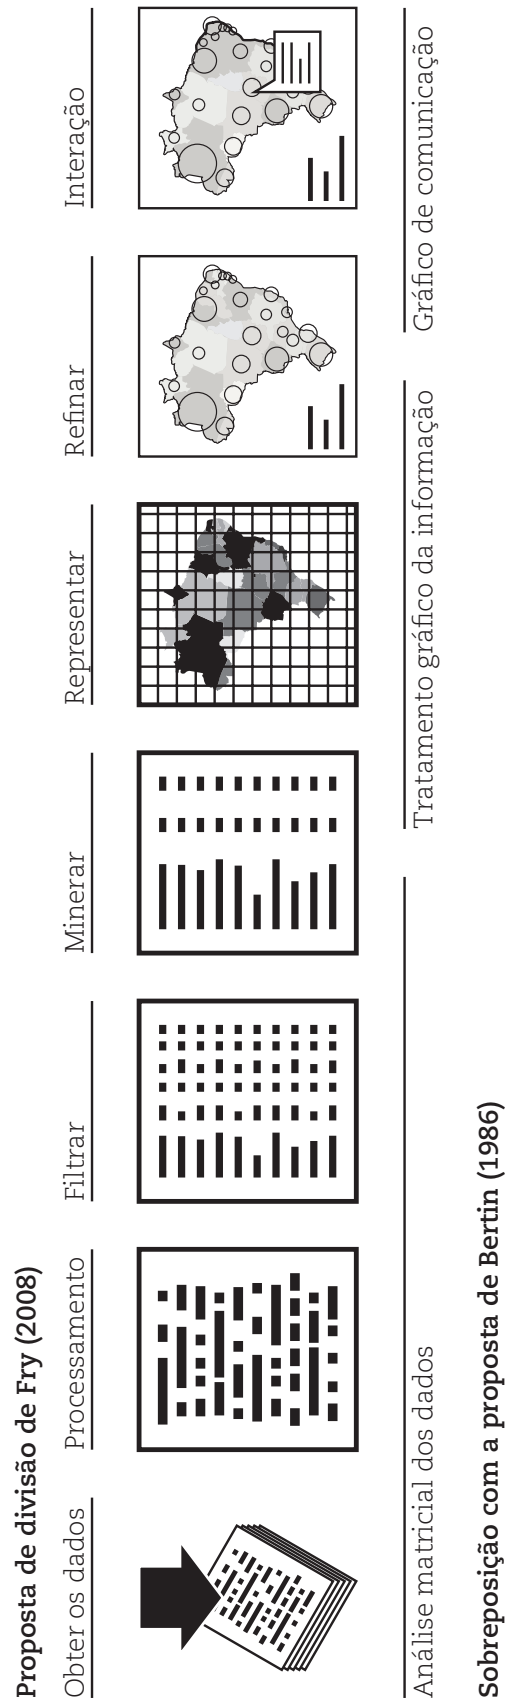 Proposta de divisão de Fry (2008)
Obter os dados
Processamento
Filtrar
Minerar
Representar
Refinar
Interação
Análise matricial dos dados
Tratamento gráfico da informação
Gráfico de comunicação
Sobreposição com a proposta de Bertin (1986)